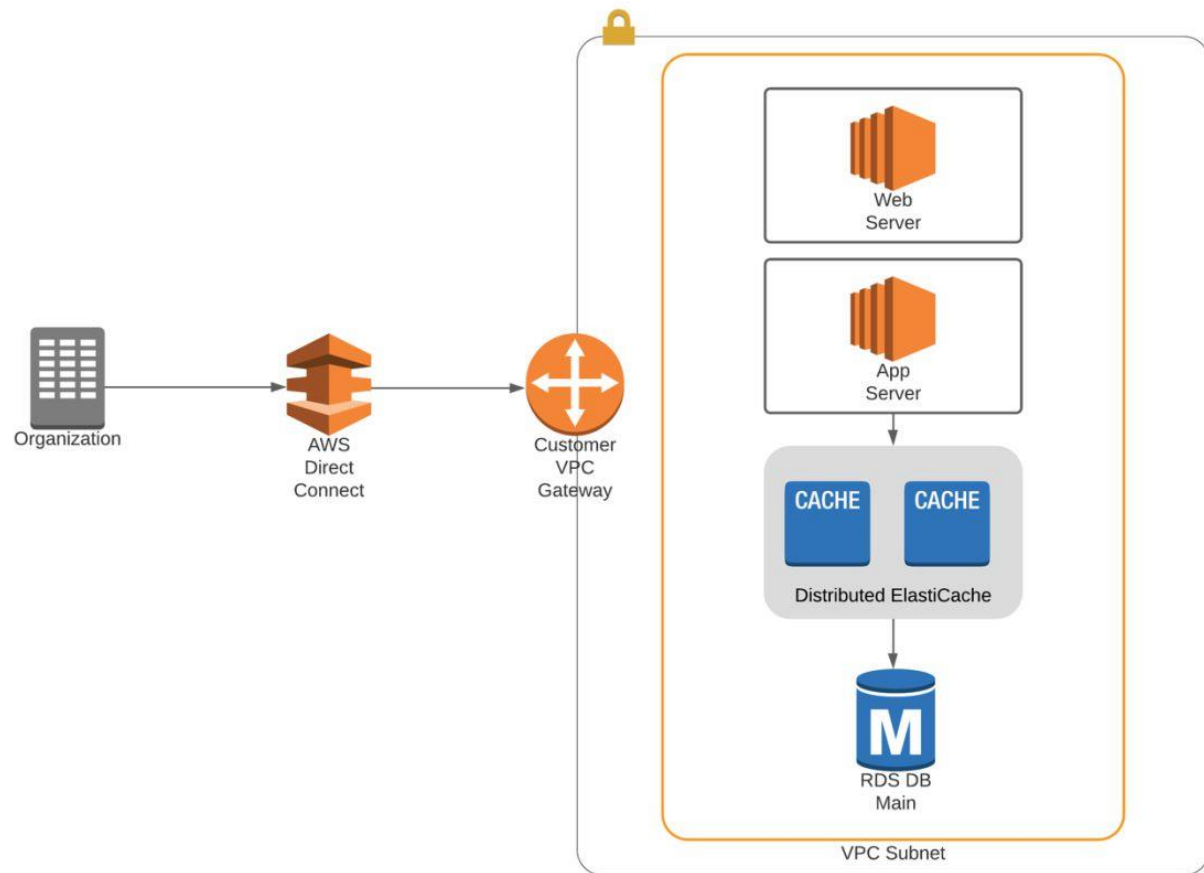 Web
Server
App
Server
Organization
AWS
Direct
Connect
Customer
VPC
Gateway
CACHE
CACHE
Distributed ElastiCache
M
RDS DB
Main
VPC Subnet